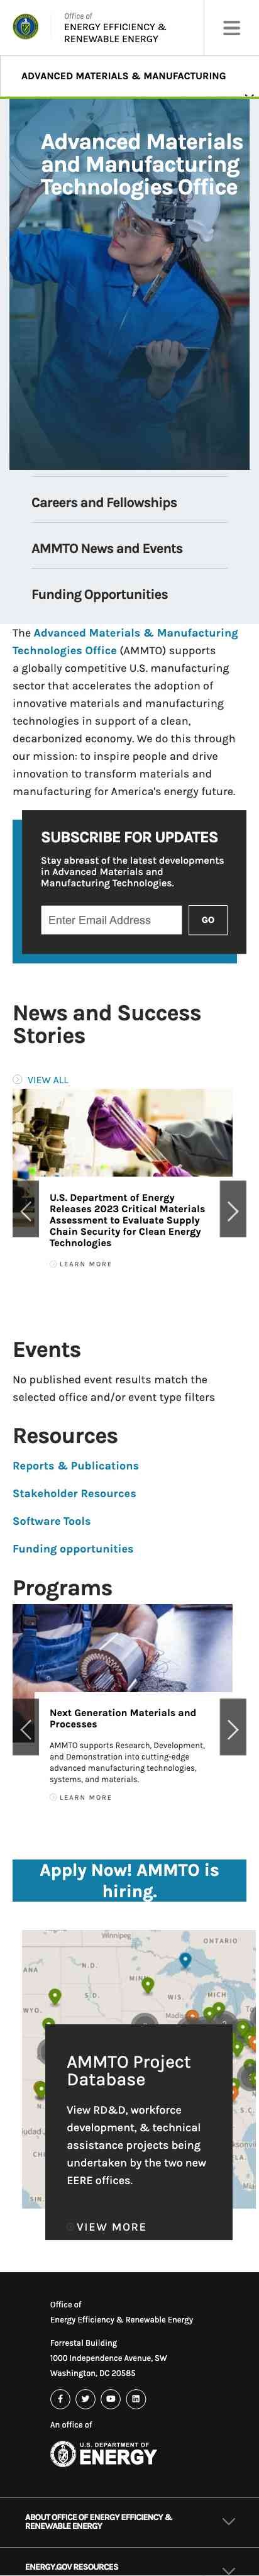 Office of
ENERGY EFFICIENCY &
RENEWABLE ENERGY
ADVANCED MATERIALS & MANUFACTURING
Advanced Materials
and Manufacturing
Technologies Office
Careers and Fellowships
AMMTO News and Events
Funding Opportunities
The Advanced Materials & Manufacturing
Technologies Office (AMMTO) supports
a globally competitive U.S. manufacturing
sector that accelerates the adoption of
innovative materials and manufacturing
technologies in support of a clean,
decarbonized economy. We do this through
our mission: to inspire people and drive
innovation to transform materials and
manufacturing for America's energy future.
SUBSCRIBE FOR UPDATES
Stay abreast of the latest developments
in Advanced Materials and
Manufacturing Technologies.
Enter Email Address
GO
News and Success
Stories
VIEW ALL
U.S. Department of Energy
Releases 2023 Critical Materials
Assessment to Evaluate Supply
Chain Security for Clean Energy
Technologies
LEARN MORE
Events
No published event results match the
selected office and/or event type filters
Resources
Reports & Publications
Stakeholder Resources
Software Tools
Funding opportunities
Programs
Next Generation Materials and
Processes
AMMTO supports Research, Development,
and Demonstration into cutting-edge
advanced manufacturing technologies,
systems, and materials.
LEARN MORE
Apply Now! AMMTO is
hiring.
Winnipeg
ONTARIO
N.D.
MINN.
S.D.
WIS.
MICH.
WYO.
AMMTO Project
Database
View RD&D, workforce
development, & technical
assistance projects being
undertaken by the two new
EERE offices.
VIEW MORE
Office of
Energy Efficiency & Renewable Energy
Forrestal Building
1000 Independence Avenue, SW
Washington, DC 20585
An office of
U.S. DEPARTMENT OF
ENERGY
ABOUT OFFICE OF ENERGY EFFICIENCY &
RENEWABLE ENERGY
ENERGY.GOV RESOURCES